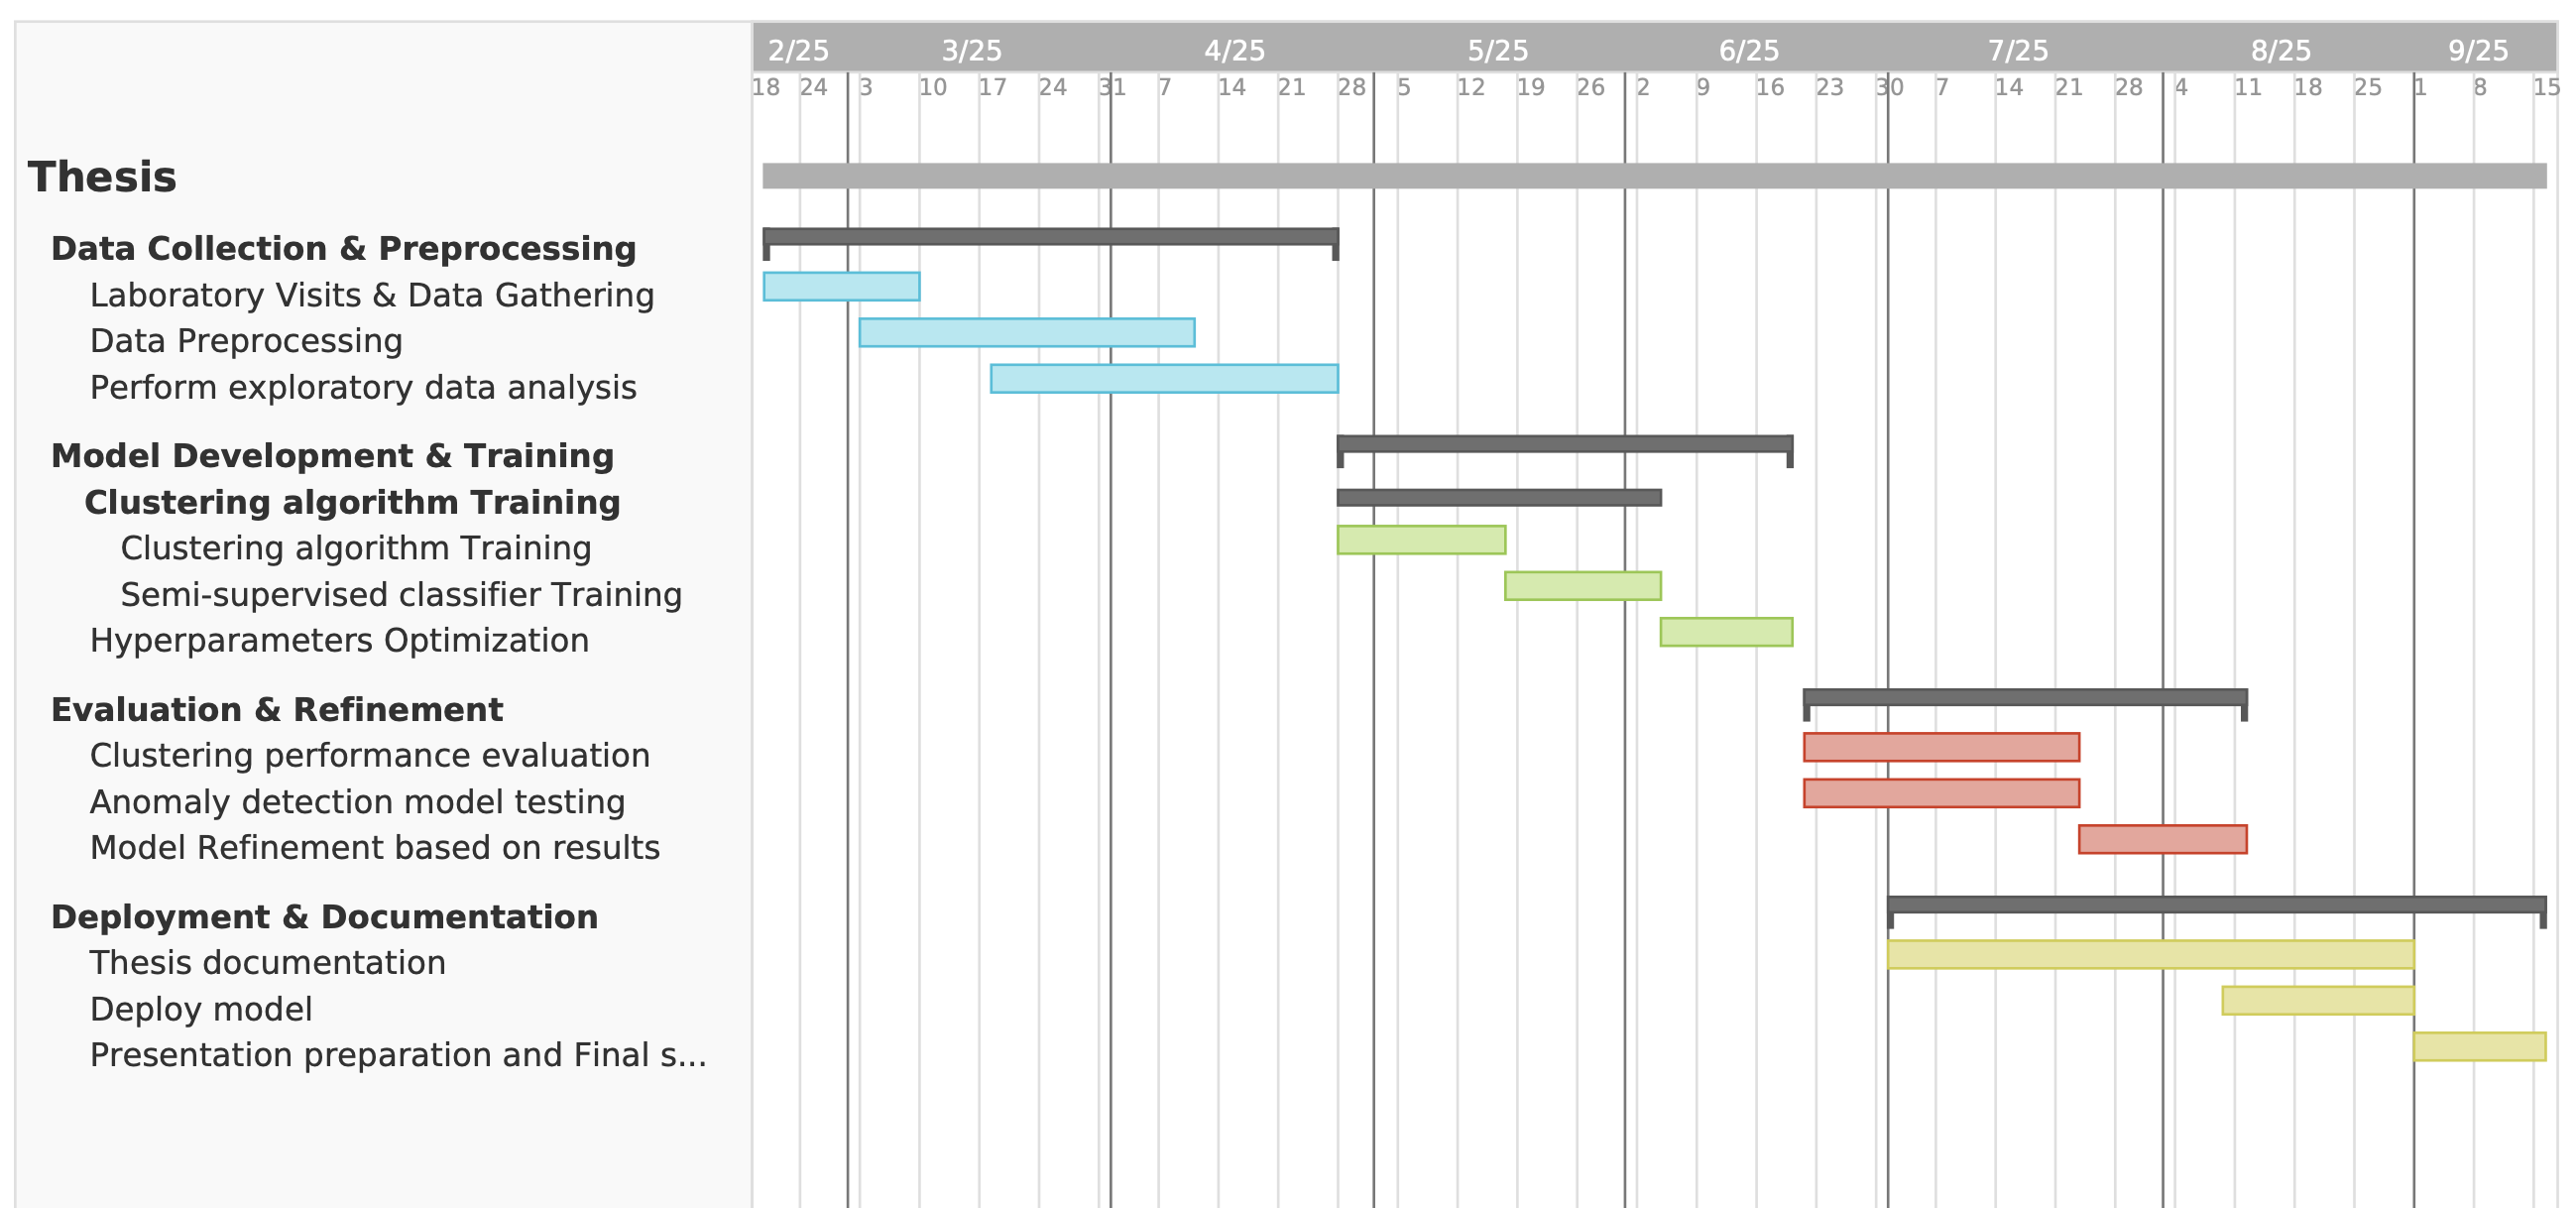 2/25 3/25 4/25 5/25 6/25 7/25 8/25 9/25
18 24 3 10 17 24 31 7 14 21 28 5 12 19 26 2 9 16 23 30 7 14 21 28 4 11 18 25 1 8 15
Thesis
Data Collection & Preprocessing
Laboratory Visits & Data Gathering
Data Preprocessing
Perform exploratory data analysis
Model Development & Training
Clustering algorithm Training
Clustering algorithm Training
Semi-supervised classifier Training
Hyperparameters Optimization
Evaluation & Refinement
Clustering performance evaluation
Anomaly detection model testing
Model Refinement based on results
Deployment & Documentation
Thesis documentation
Deploy model
Presentation preparation and Final s...